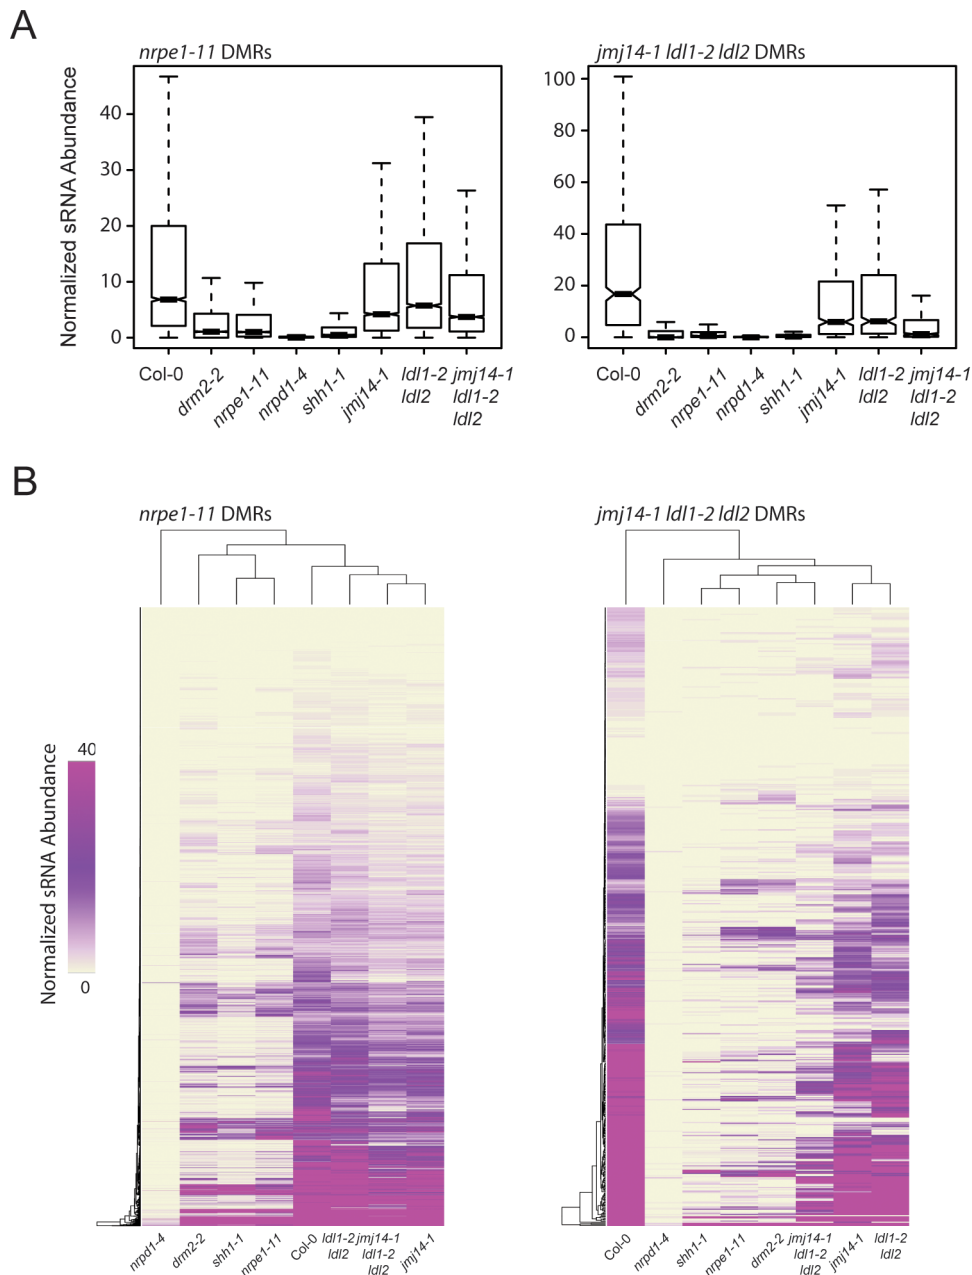 A
nrpe1-11 DMRs
jmj14-1 ldl1-2 ldl2 DMRs
Normalized sRNA Abundance
40
30
20
10
0
100
80
60
40
20
0
Col-0
drm2-2
nrpe1-11
nrpd1-4
shh1-1
jmj14-1
ldl1-2
ldl2
jmj14-1
ldl1-2
ldl2
Col-0
drm2-2
nrpe1-11
nrpd1-4
shh1-1
jmj14-1
ldl1-2
ldl2
jmj14-1
ldl1-2
ldl2
B
nrpe1-11 DMRs
jmj14-1 ldl1-2 ldl2 DMRs
Normalized sRNA Abundance
40
0
nrpd1-4
drm2-2
shh1-1
nrpe1-11
Col-0
ldl1-2
ldl2
jmj14-1
ldl1-2
ldl2
jmj14-1
Col-0
nrpd1-4
shh1-1
nrpe1-11
drm2-2
jmj14-1
ldl1-2
ldl2
jmj14-1
ldl1-2
ldl2